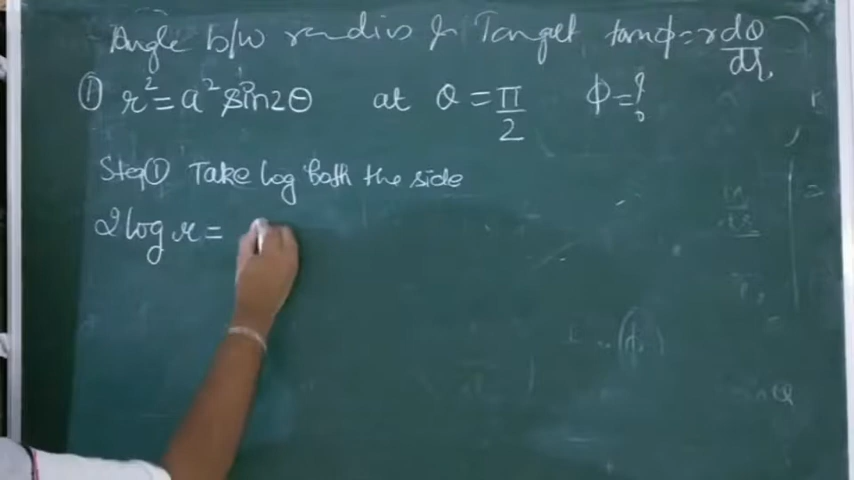 Angle b/w radius & Tangent tanφ = r dθ/dr
① r² = a² sin2θ at θ = π/2 φ = ?
Step① Take log both the side
2 log r =